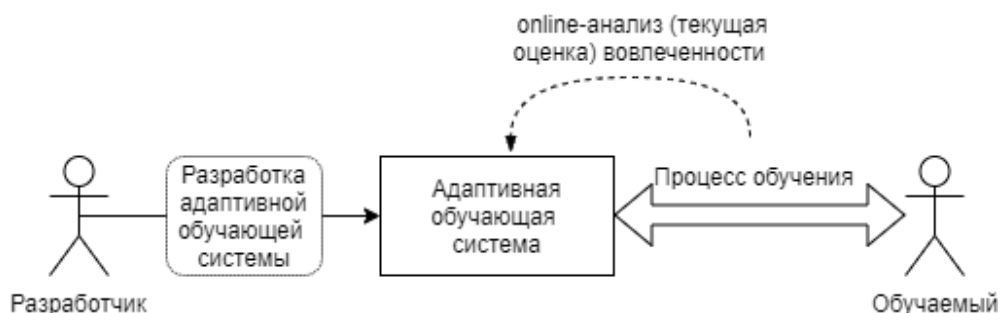 online-анализ (текущая
оценка) вовлеченности
Разработка
адаптивной
обучающей
системы
Адаптивная
обучающая
система
Процесс обучения
Разработчик
Обучаемый